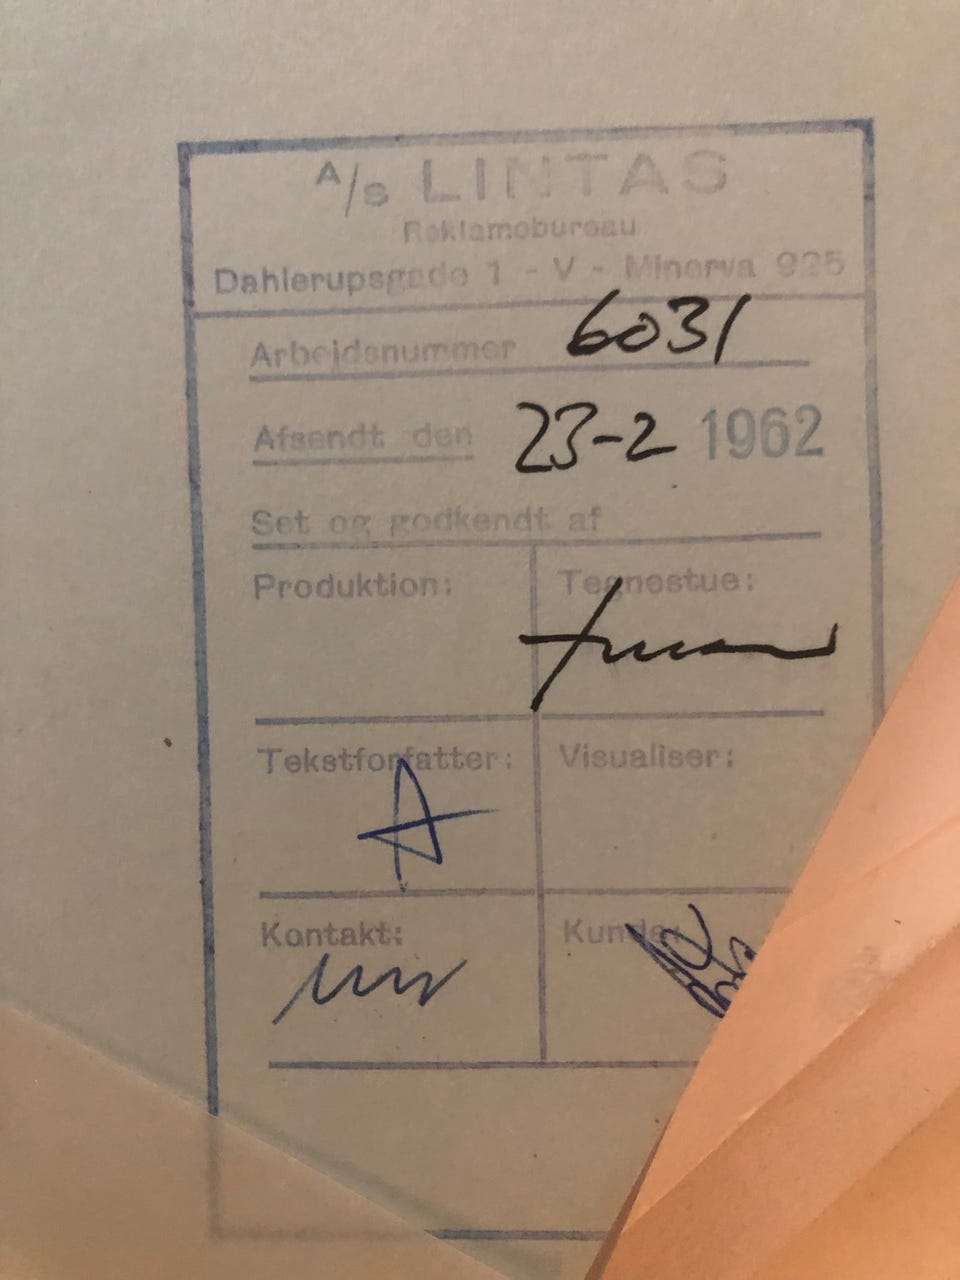 A/S LINTAS
Reklamebureau
Dahlerupsgade 1 - V - Minerva 925
Arbejdsnummer 6031
Afsendt den 23-2 1962
Set og godkendt af
Produktion: Tegnestue:
Tekstforfatter: Visualiser:
Kontakt: Kunde: